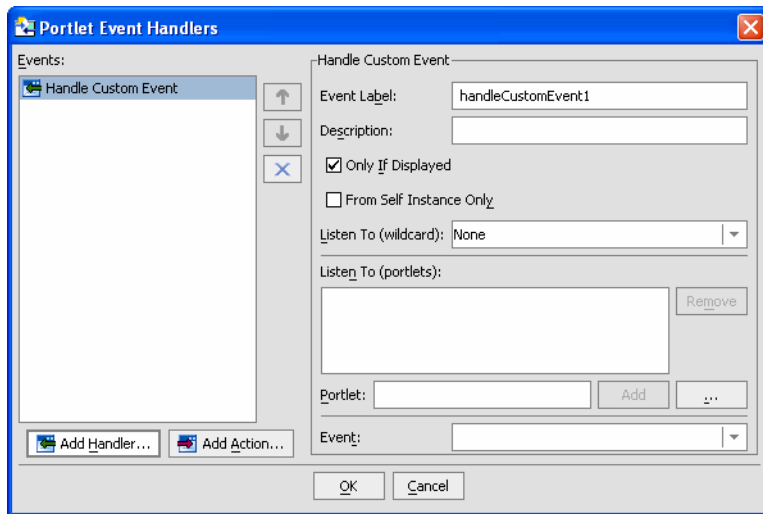 Portlet Event Handlers
Events:
Handle Custom Event
Add Handler...
Add Action...
Handle Custom Event
Event Label: handleCustomEvent1
Description:
Only If Displayed
From Self Instance Only
Listen To (wildcard): None
Listen To (portlets):
Remove
Portlet: Add ...
Event:
OK Cancel